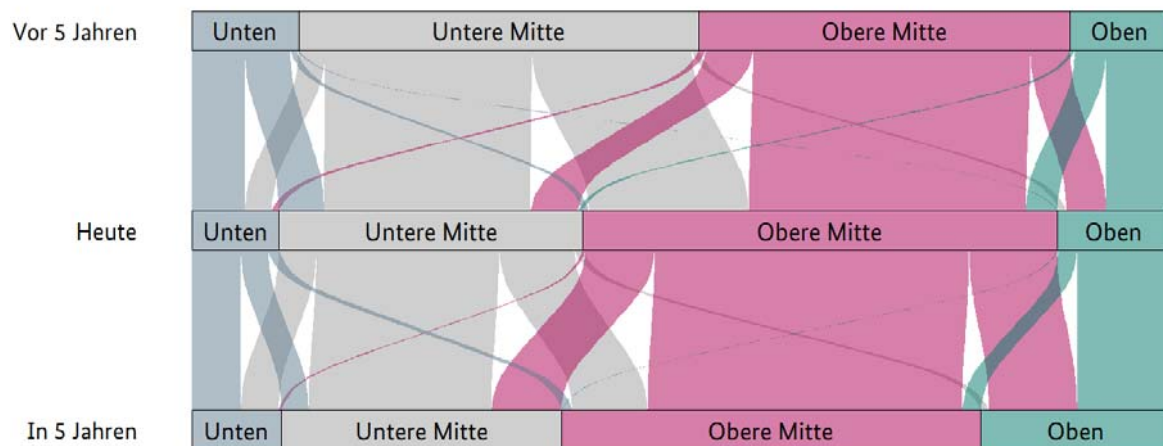 Vor 5 Jahren Unten Untere Mitte Obere Mitte Oben
Heute Unten Untere Mitte Obere Mitte Oben
In 5 Jahren Unten Untere Mitte Obere Mitte Oben